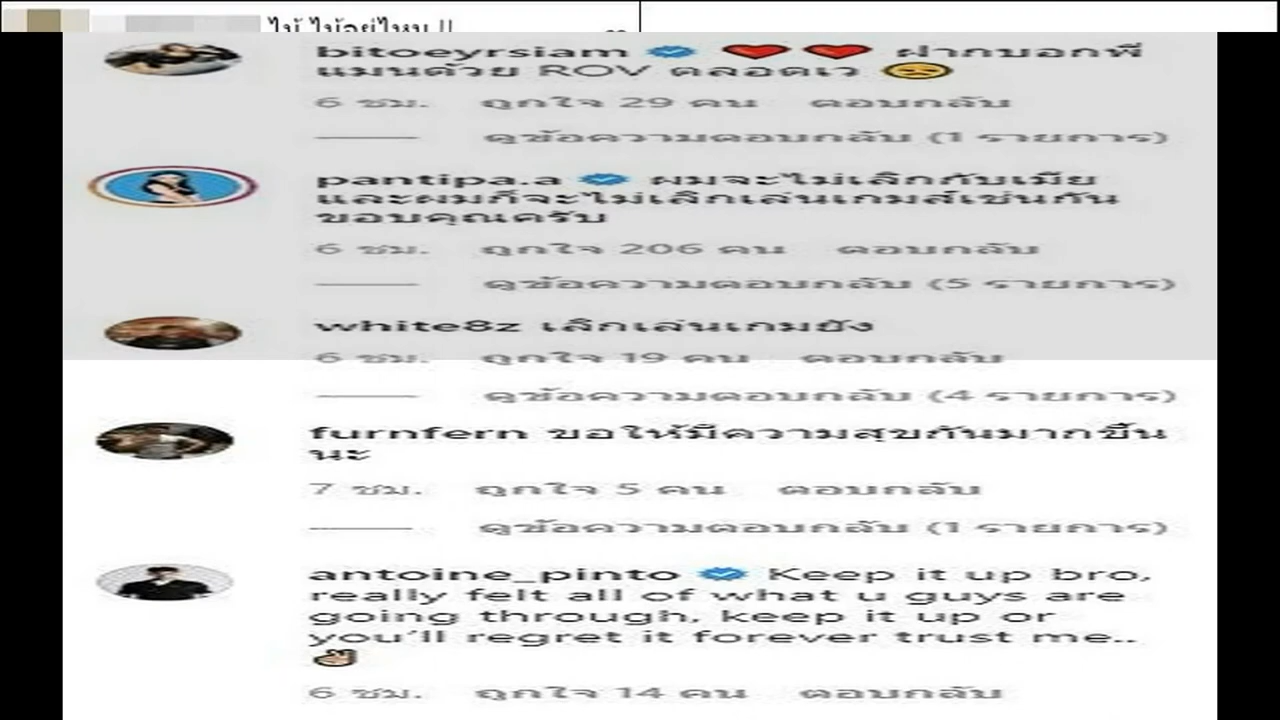 bitoeyrsiam ฝากบอกพี่
แมนด้วย ROV ตลอดเว
6 ชม. ถูกใจ 29 คน ตอบกลับ
ดูข้อความตอบกลับ (1 รายการ)
pantipa.a ผมจะไม่เลิกกับเมีย
และผมก็จะไม่เลิกเล่นเกมส์เช่นกัน
ขอบคุณครับ
6 ชม. ถูกใจ 206 คน ตอบกลับ
ดูข้อความตอบกลับ (5 รายการ)
white8z เลิกเล่นเกมยัง
6 ชม. ถูกใจ 19 คน ตอบกลับ
ดูข้อความตอบกลับ (4 รายการ)
furnfern ขอให้มีความสุขกันมากขึ้น
นะ
7 ชม. ถูกใจ 5 คน ตอบกลับ
ดูข้อความตอบกลับ (1 รายการ)
antoine_pinto Keep it up bro,
really felt all of what u guys are
going through, keep it up or
you'll regret it forever trust me..
6 ชม. ถูกใจ 14 คน ตอบกลับ